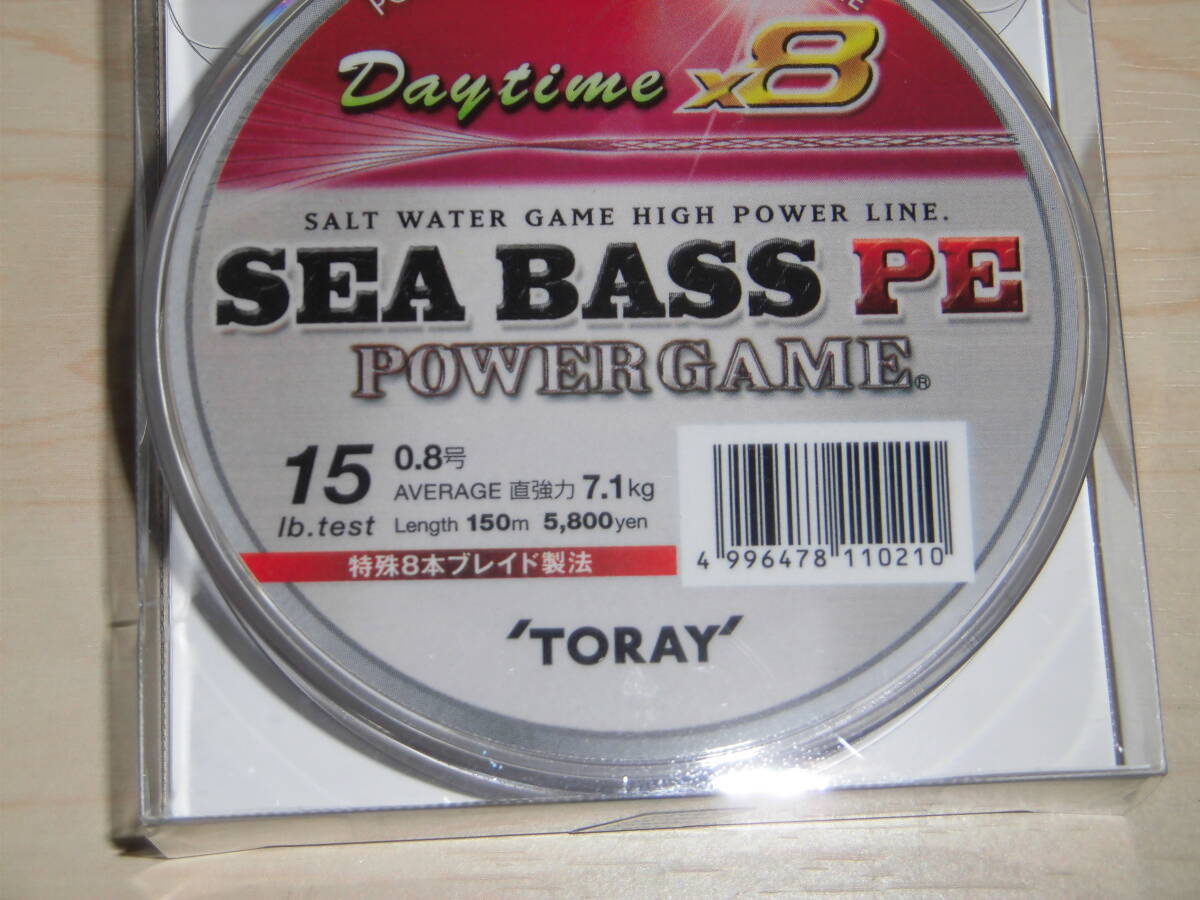 Daytime x8
SALT WATER GAME HIGH POWER LINE.
SEA BASS PE
POWERGAME®
15 lb.test
0.8号
AVERAGE 直強力 7.1kg
Length 150m 5,800yen
特殊8本ブレイド製法
4 996478 110210
'TORAY'